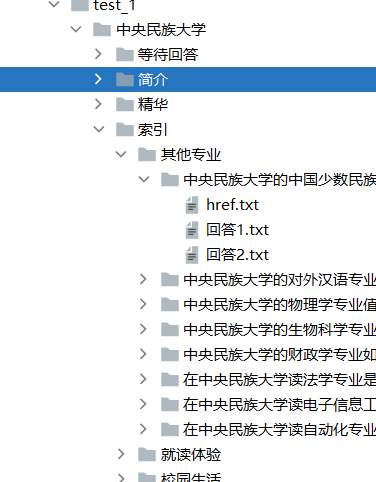 test_1
中央民族大学
等待回答
简介
精华
索引
其他专业
中央民族大学的中国少数民族
href.txt
回答1.txt
回答2.txt
中央民族大学的对外汉语专业
中央民族大学的物理学专业值
中央民族大学的生物科学专业
中央民族大学的财政学专业如
在中央民族大学读法学专业是
在中央民族大学读电子信息工
在中央民族大学读自动化专业
就读体验
校园生活